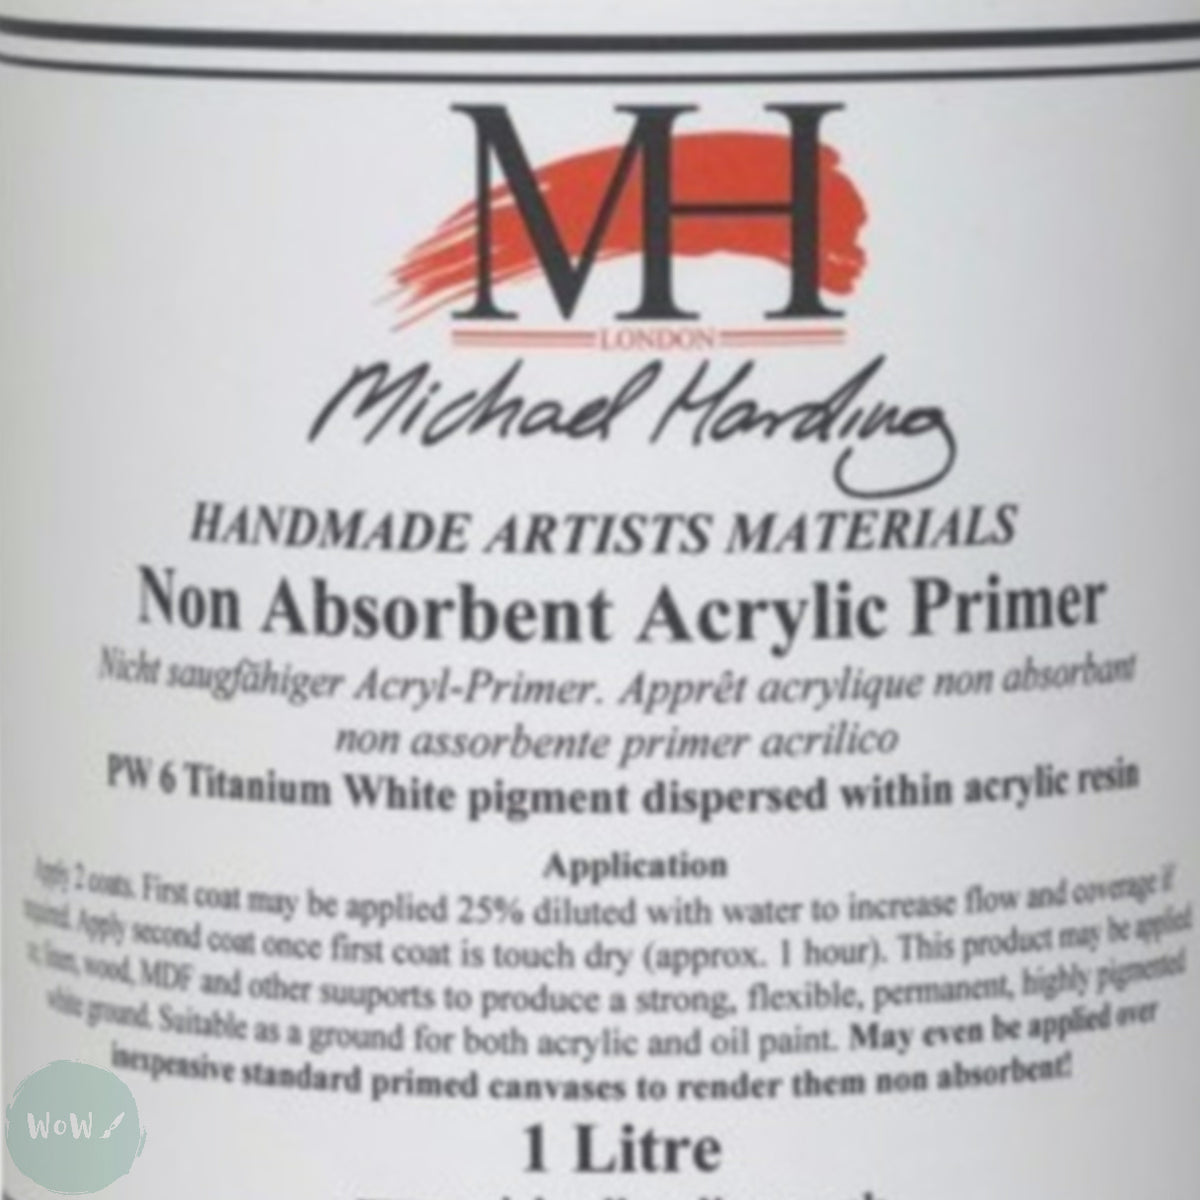 MH
LONDON
Michael Harding
HANDMADE ARTISTS MATERIALS
Non Absorbent Acrylic Primer
Nicht saugfähiger Acryl-Primer. Apprêt acrylique non absorbant
non assorbente primer acrilico
PW 6 Titanium White pigment dispersed within acrylic resin
Application
Apply 2 coats. First coat may be applied 25% diluted with water to increase flow and coverage if
required. Apply second coat once first coat is touch dry (approx. 1 hour). This product may be applied
linen, wood, MDF and other suuports to produce a strong, flexible, permanent, highly pigmented
white ground. Suitable as a ground for both acrylic and oil paint. May even be applied over
inexpensive standard primed canvases to render them non absorbent!
1 Litre
WoW